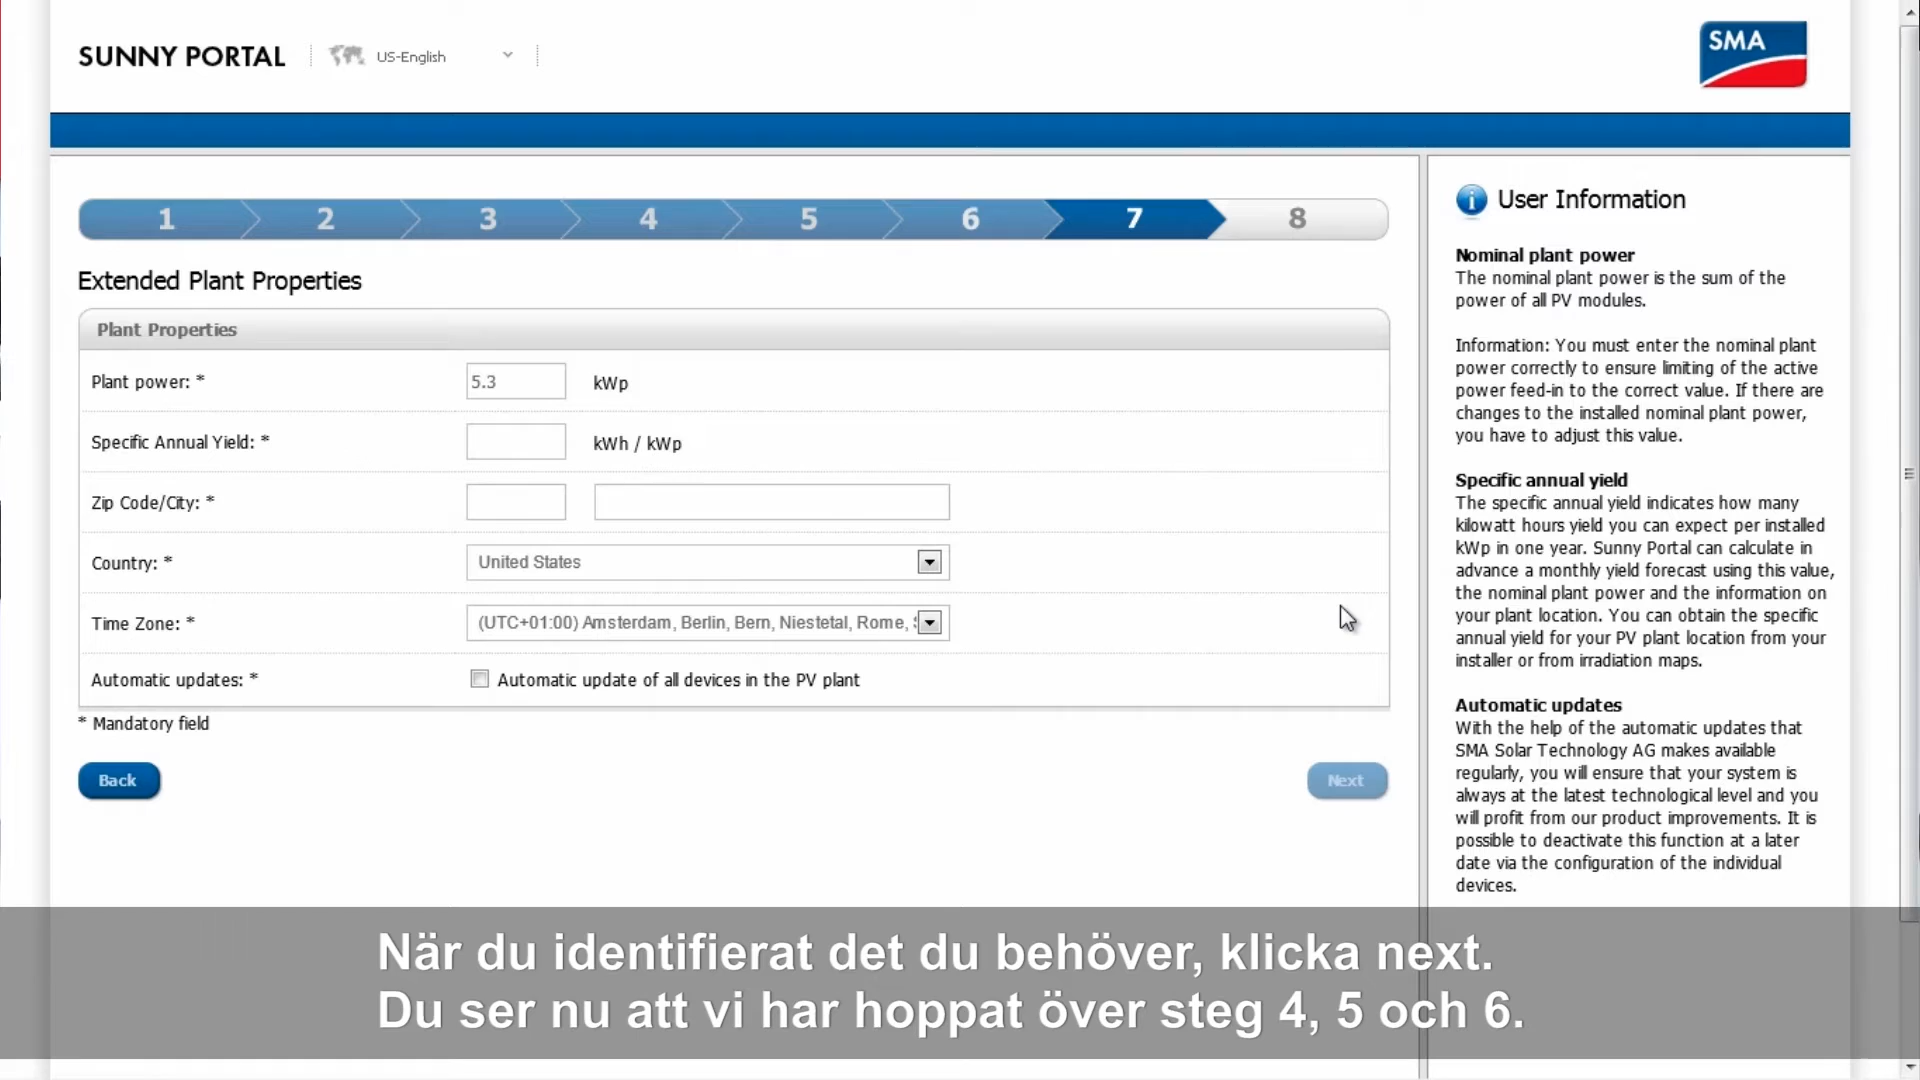 SUNNY PORTAL
US-English
SMA
1 2 3 4 5 6 7 8
Extended Plant Properties
Plant Properties
Plant power: * 5.3 kWp
Specific Annual Yield: * kWh / kWp
Zip Code/City: *
Country: * United States
Time Zone: * (UTC+01:00) Amsterdam, Berlin, Bern, Niestetal, Rome,
Automatic updates: * Automatic update of all devices in the PV plant
* Mandatory field
Back
Next
User Information
Nominal plant power
The nominal plant power is the sum of the
power of all PV modules.
Information: You must enter the nominal plant
power correctly to ensure limiting of the active
power feed-in to the correct value. If there are
changes to the installed nominal plant power,
you have to adjust this value.
Specific annual yield
The specific annual yield indicates how many
kilowatt hours yield you can expect per installed
kWp in one year. Sunny Portal can calculate in
advance a monthly yield forecast using this value,
the nominal plant power and the information on
your plant location. You can obtain the specific
annual yield for your PV plant location from your
installer or from irradiation maps.
Automatic updates
With the help of the automatic updates that
SMA Solar Technology AG makes available
regularly, you will ensure that your system is
always at the latest technological level and you
will profit from our product improvements. It is
possible to deactivate this function at a later
date via the configuration of the individual
devices.
När du identifierat det du behöver, klicka next.
Du ser nu att vi har hoppat över steg 4, 5 och 6.